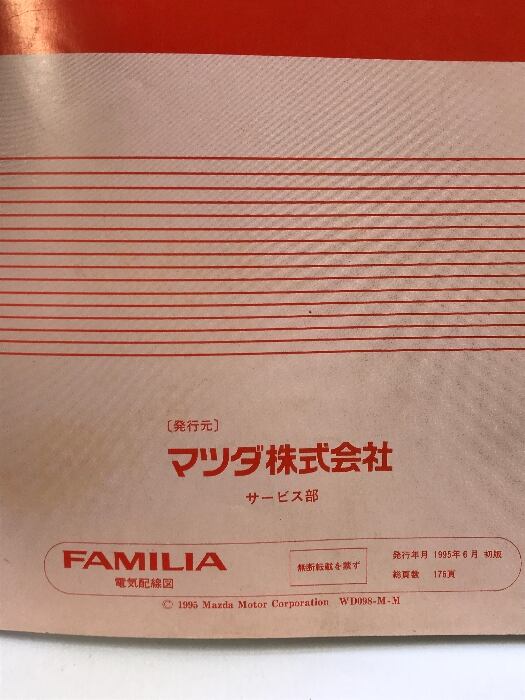 〔発行元〕
マツダ株式会社
サービス部
FAMILIA
電気配線図
無断転載を禁ず
発行年月 1995年6月 初版
総頁数 176頁
© 1995 Mazda Motor Corporation WD098-M-M